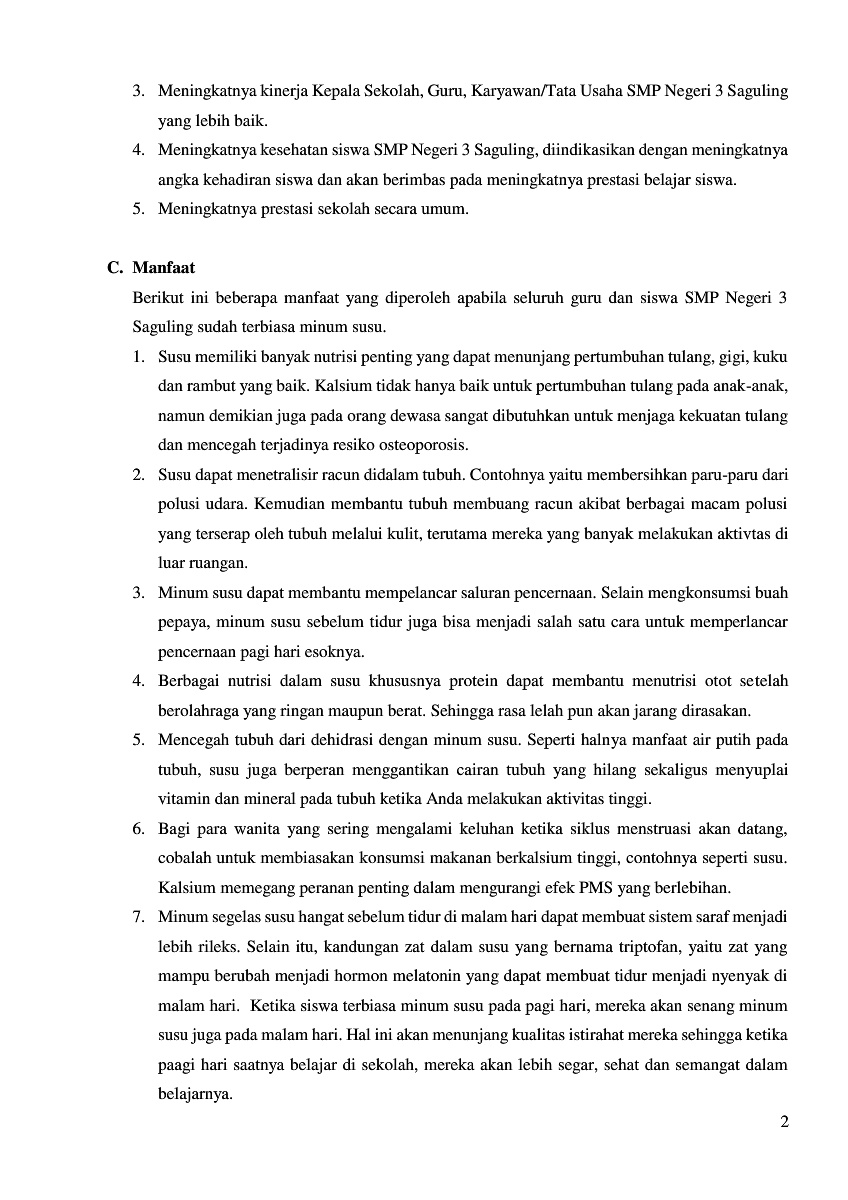 3. Meningkatnya kinerja Kepala Sekolah, Guru, Karyawan/Tata Usaha SMP Negeri 3 Saguling
yang lebih baik.
4. Meningkatnya kesehatan siswa SMP Negeri 3 Saguling, diindikasikan dengan meningkatnya
angka kehadiran siswa dan akan berimbas pada meningkatnya prestasi belajar siswa.
5. Meningkatnya prestasi sekolah secara umum.
C. Manfaat
Berikut ini beberapa manfaat yang diperoleh apabila seluruh guru dan siswa SMP Negeri 3
Saguling sudah terbiasa minum susu.
1. Susu memiliki banyak nutrisi penting yang dapat menunjang pertumbuhan tulang, gigi, kuku
dan rambut yang baik. Kalsium tidak hanya baik untuk pertumbuhan tulang pada anak-anak,
namun demikian juga pada orang dewasa sangat dibutuhkan untuk menjaga kekuatan tulang
dan mencegah terjadinya resiko osteoporosis.
2. Susu dapat menetralisir racun didalam tubuh. Contohnya yaitu membersihkan paru-paru dari
polusi udara. Kemudian membantu tubuh membuang racun akibat berbagai macam polusi
yang terserap oleh tubuh melalui kulit, terutama mereka yang banyak melakukan aktivtas di
luar ruangan.
3. Minum susu dapat membantu mempelancar saluran pencernaan. Selain mengkonsumsi buah
pepaya, minum susu sebelum tidur juga bisa menjadi salah satu cara untuk memperlancar
pencernaan pagi hari esoknya.
4. Berbagai nutrisi dalam susu khususnya protein dapat membantu menutrisi otot setelah
berolahraga yang ringan maupun berat. Sehingga rasa lelah pun akan jarang dirasakan.
5. Mencegah tubuh dari dehidrasi dengan minum susu. Seperti halnya manfaat air putih pada
tubuh, susu juga berperan menggantikan cairan tubuh yang hilang sekaligus menyuplai
vitamin dan mineral pada tubuh ketika Anda melakukan aktivitas tinggi.
6. Bagi para wanita yang sering mengalami keluhan ketika siklus menstruasi akan datang,
cobalah untuk membiasakan konsumsi makanan berkalsium tinggi, contohnya seperti susu.
Kalsium memegang peranan penting dalam mengurangi efek PMS yang berlebihan.
7. Minum segelas susu hangat sebelum tidur di malam hari dapat membuat sistem saraf menjadi
lebih rileks. Selain itu, kandungan zat dalam susu yang bernama triptofan, yaitu zat yang
mampu berubah menjadi hormon melatonin yang dapat membuat tidur menjadi nyenyak di
malam hari.  Ketika siswa terbiasa minum susu pada pagi hari, mereka akan senang minum
susu juga pada malam hari. Hal ini akan menunjang kualitas istirahat mereka sehingga ketika
paagi hari saatnya belajar di sekolah, mereka akan lebih segar, sehat dan semangat dalam
belajarnya.
2